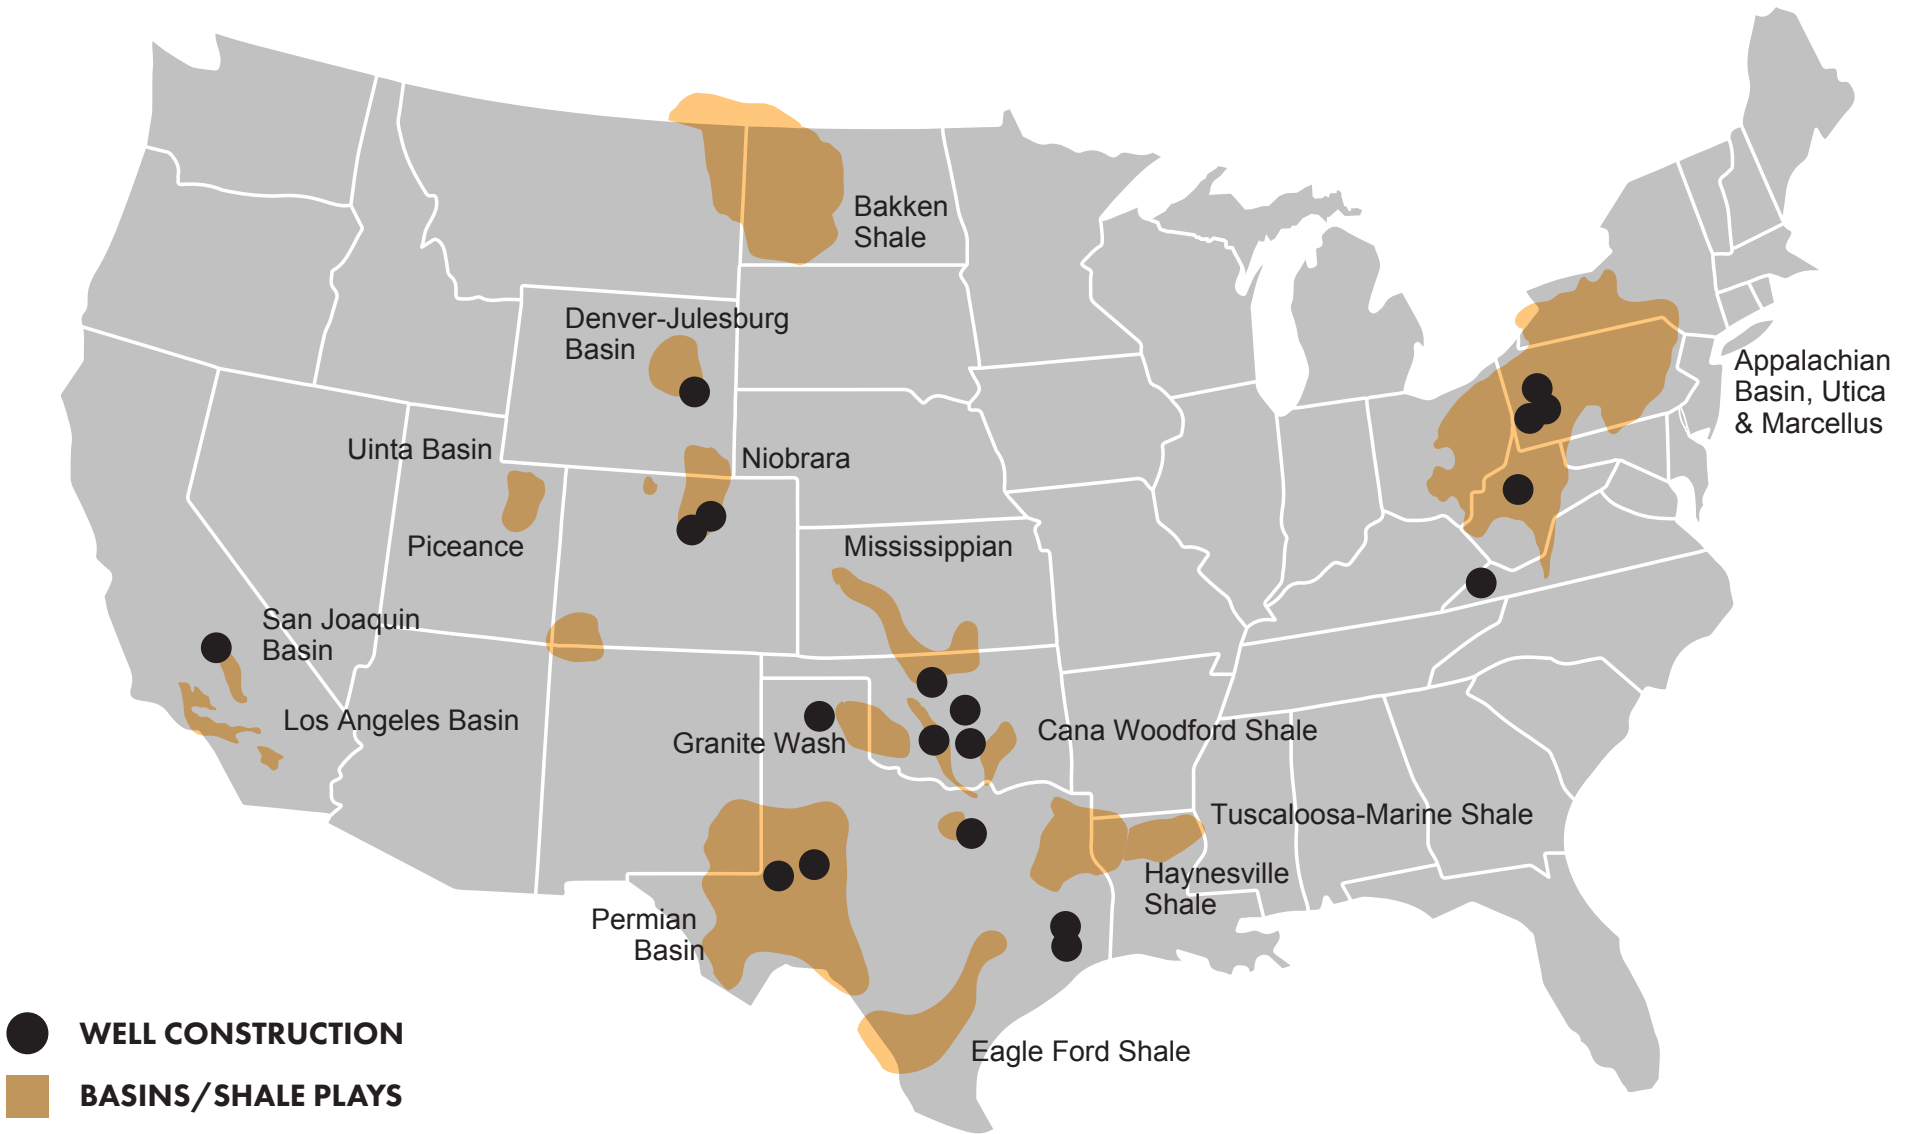 Bakken
Shale
Denver-Julesburg
Basin
Appalachian
Basin, Utica
& Marcellus
Uinta Basin
Niobrara
Piceance
Mississippian
San Joaquin
Basin
Los Angeles Basin
Granite Wash
Cana Woodford Shale
Tuscaloosa-Marine Shale
Haynesville
Shale
Permian
Basin
Eagle Ford Shale
WELL CONSTRUCTION
BASINS/SHALE PLAYS